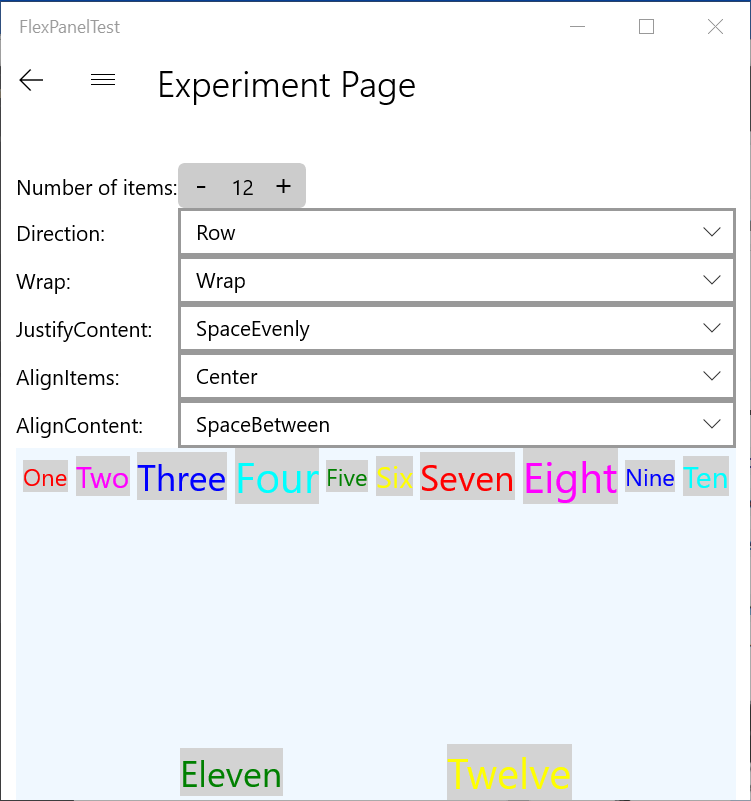 FlexPanelTest
Experiment Page
Number of items: - 12 +
Direction: Row
Wrap: Wrap
JustifyContent: SpaceEvenly
AlignItems: Center
AlignContent: SpaceBetween
One Two Three Four Five Six Seven Eight Nine Ten
Eleven Twelve